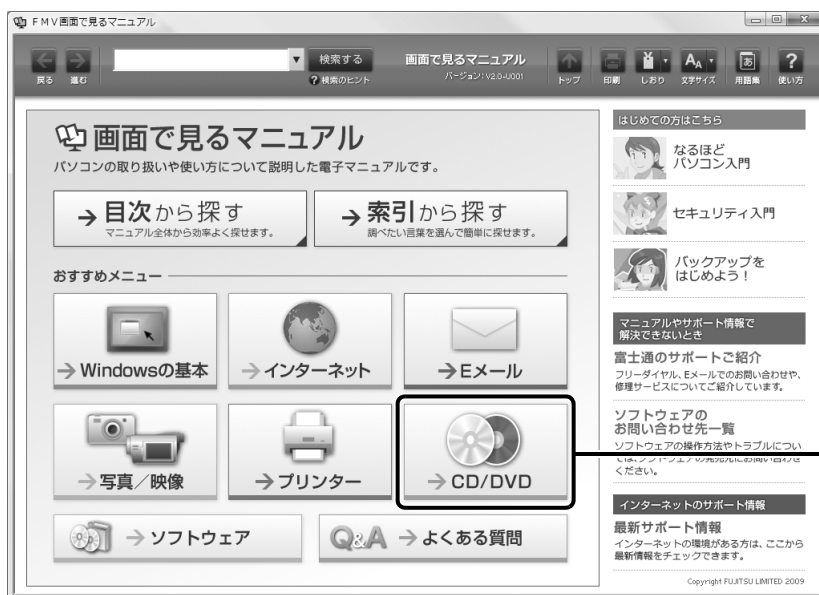 FMV画面で見るマニュアル
戻る 進む
検索する
検索のヒント
画面で見るマニュアル
バージョン:V2.0-U001
トップ
印刷
しおり
文字サイズ
用語集
使い方
画面で見るマニュアル
パソコンの取り扱いや使い方について説明した電子マニュアルです。
→目次から探す
マニュアル全体から効率よく探せます。
→索引から探す
調べたい言葉を選んで簡単に探せます。
おすすめメニュー
→Windowsの基本
→インターネット
→Eメール
→写真/映像
→プリンター
→CD/DVD
→ソフトウェア
Q&A →よくある質問
はじめての方はこちら
なるほど
パソコン入門
セキュリティ入門
バックアップを
はじめよう!
マニュアルやサポート情報で
解決できないとき
富士通のサポートご紹介
フリーダイヤル、Eメールでのお問い合わせや、
修理サービスについてご紹介しています。
ソフトウェアの
お問い合わせ先一覧
ソフトウェアの操作方法やトラブルについ
ては、ソフトウェアの発売元にお問い合わせ
ください。
インターネットのサポート情報
最新サポート情報
インターネットの環境がある方は、ここから
最新情報をチェックできます。
Copyright FUJITSU LIMITED 2009